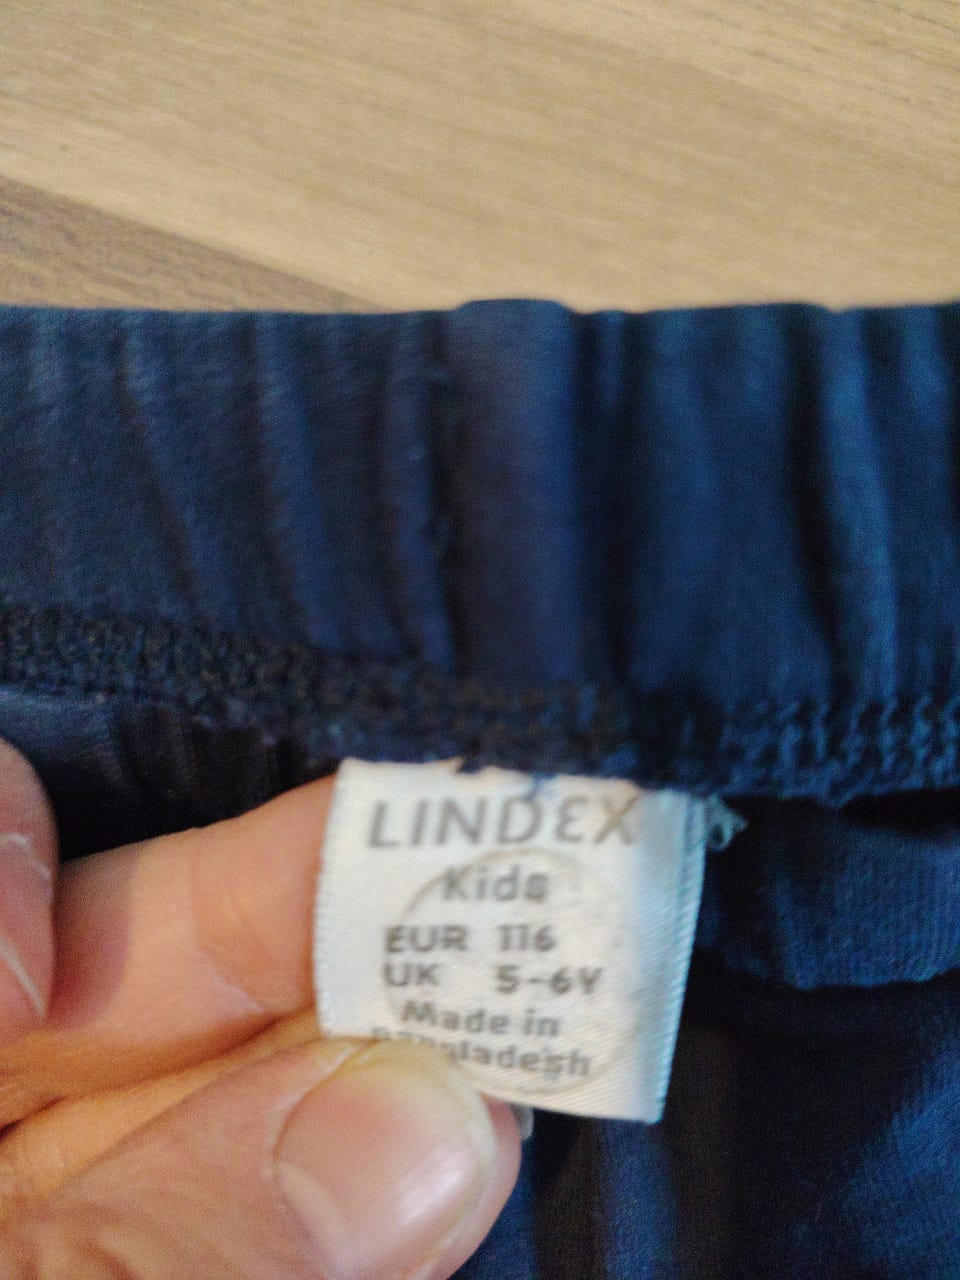 LINDEX
Kids
EUR 116
UK 5-6Y
Made in
Bangladesh